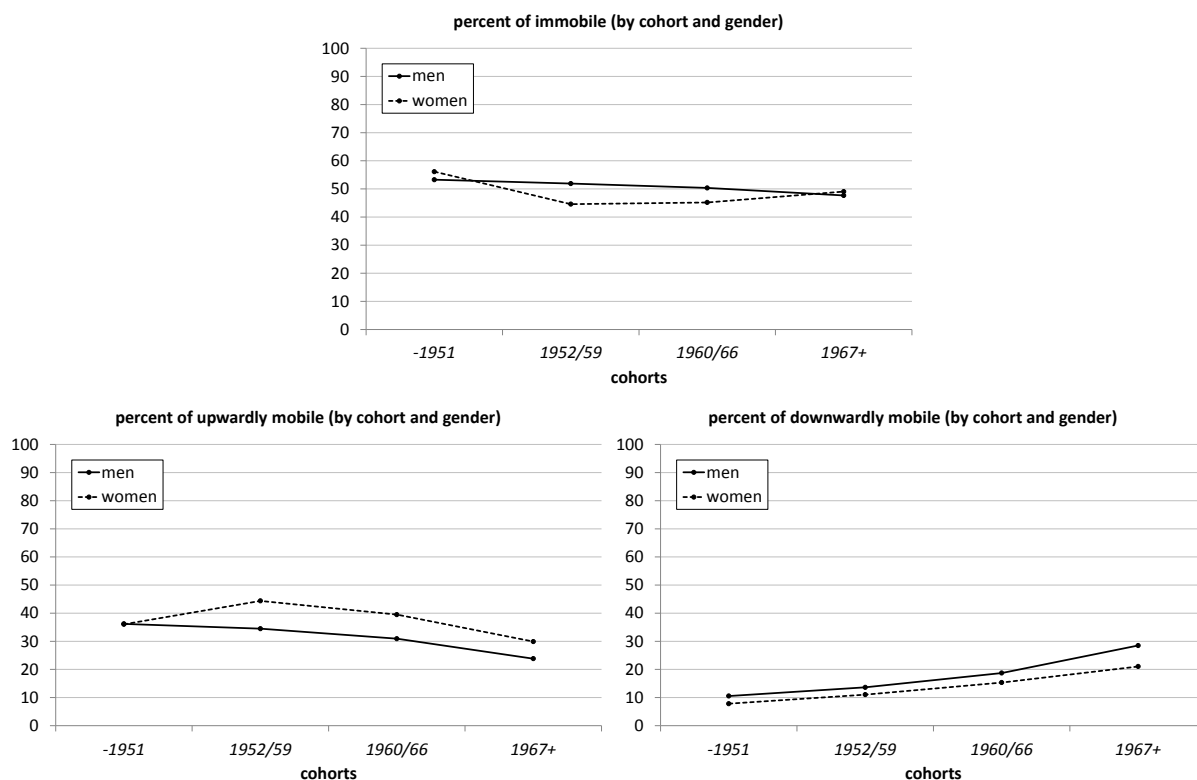 percent of immobile (by cohort and gender)
100
90
80
70
60
50
40
30
20
10
0
men
women
-1951 1952/59 1960/66 1967+
cohorts
percent of upwardly mobile (by cohort and gender)
100
90
80
70
60
50
40
30
20
10
0
men
women
-1951 1952/59 1960/66 1967+
cohorts
percent of downwardly mobile (by cohort and gender)
100
90
80
70
60
50
40
30
20
10
0
men
women
-1951 1952/59 1960/66 1967+
cohorts